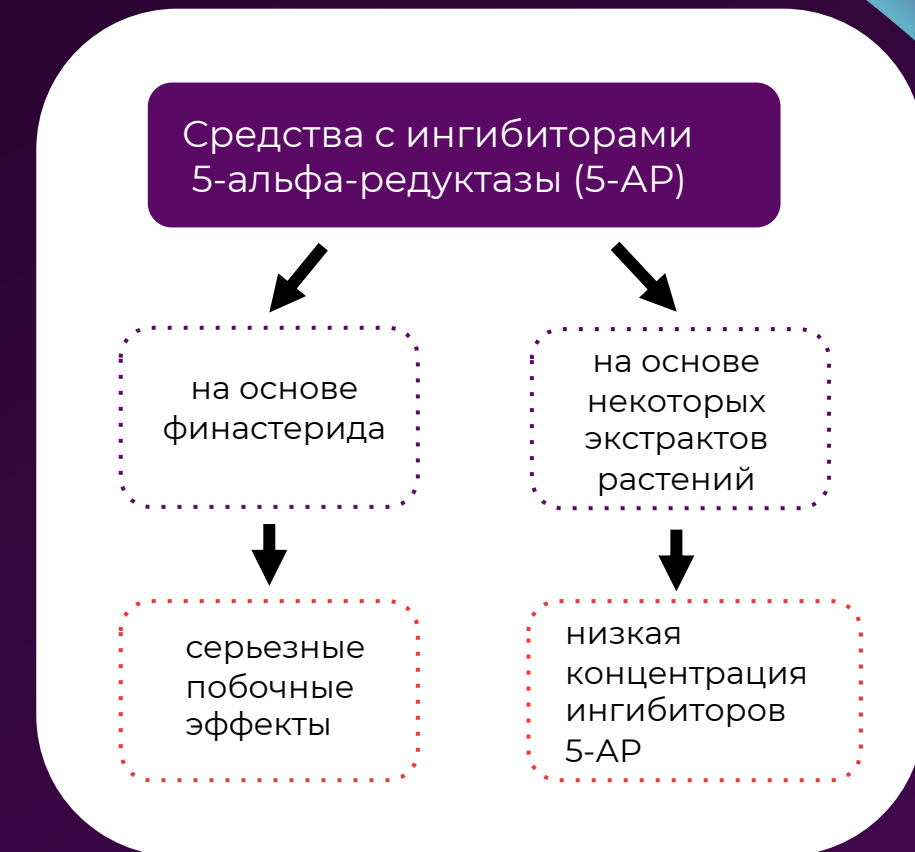 Средства с ингибиторами
5-альфа-редуктазы (5-АР)
на основе
финастерида
на основе
некоторых
экстрактов
растений
серьезные
побочные
эффекты
низкая
концентрация
ингибиторов
5-АР